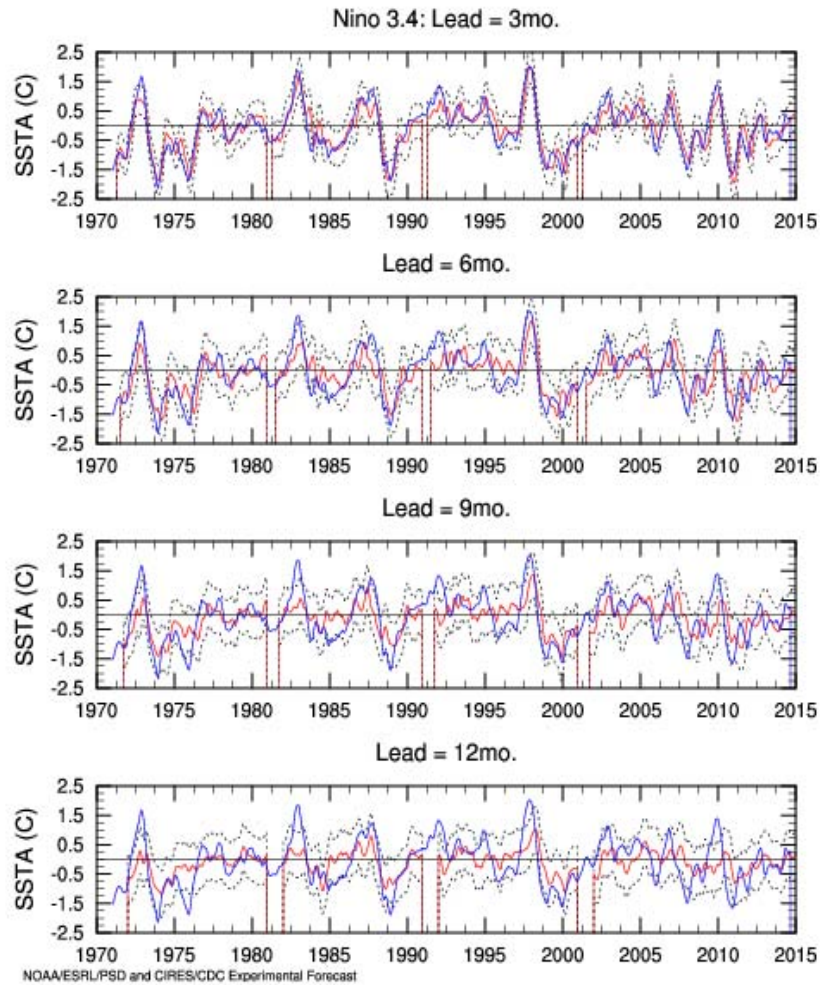 Nino 3.4: Lead = 3mo.
SSTA (C)
2.5
1.5
0.5
-0.5
-1.5
-2.5
1970 1975 1980 1985 1990 1995 2000 2005 2010 2015
Lead = 6mo.
SSTA (C)
2.5
1.5
0.5
-0.5
-1.5
-2.5
1970 1975 1980 1985 1990 1995 2000 2005 2010 2015
Lead = 9mo.
SSTA (C)
2.5
1.5
0.5
-0.5
-1.5
-2.5
1970 1975 1980 1985 1990 1995 2000 2005 2010 2015
Lead = 12mo.
SSTA (C)
2.5
1.5
0.5
-0.5
-1.5
-2.5
1970 1975 1980 1985 1990 1995 2000 2005 2010 2015
NOAA/ESRL/PSD and CIRES/CDC Experimental Forecast